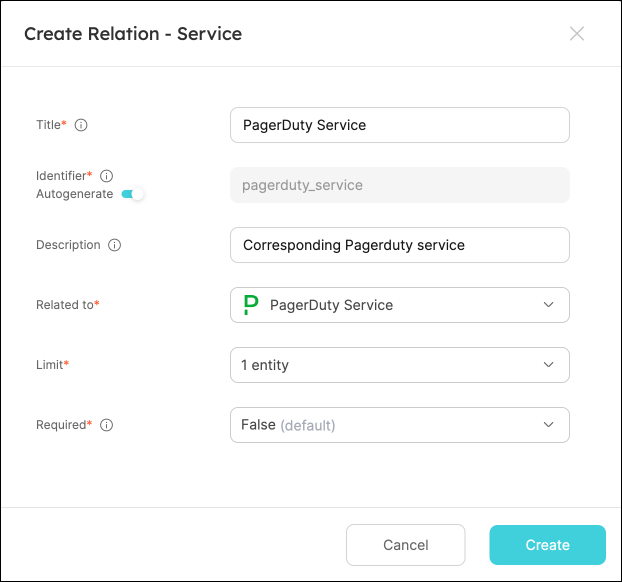 Create Relation - Service
Title*
PagerDuty Service
Identifier*
Autogenerate
pagerduty_service
Description
Corresponding Pagerduty service
Related to*
PagerDuty Service
Limit*
1 entity
Required*
False (default)
Cancel
Create